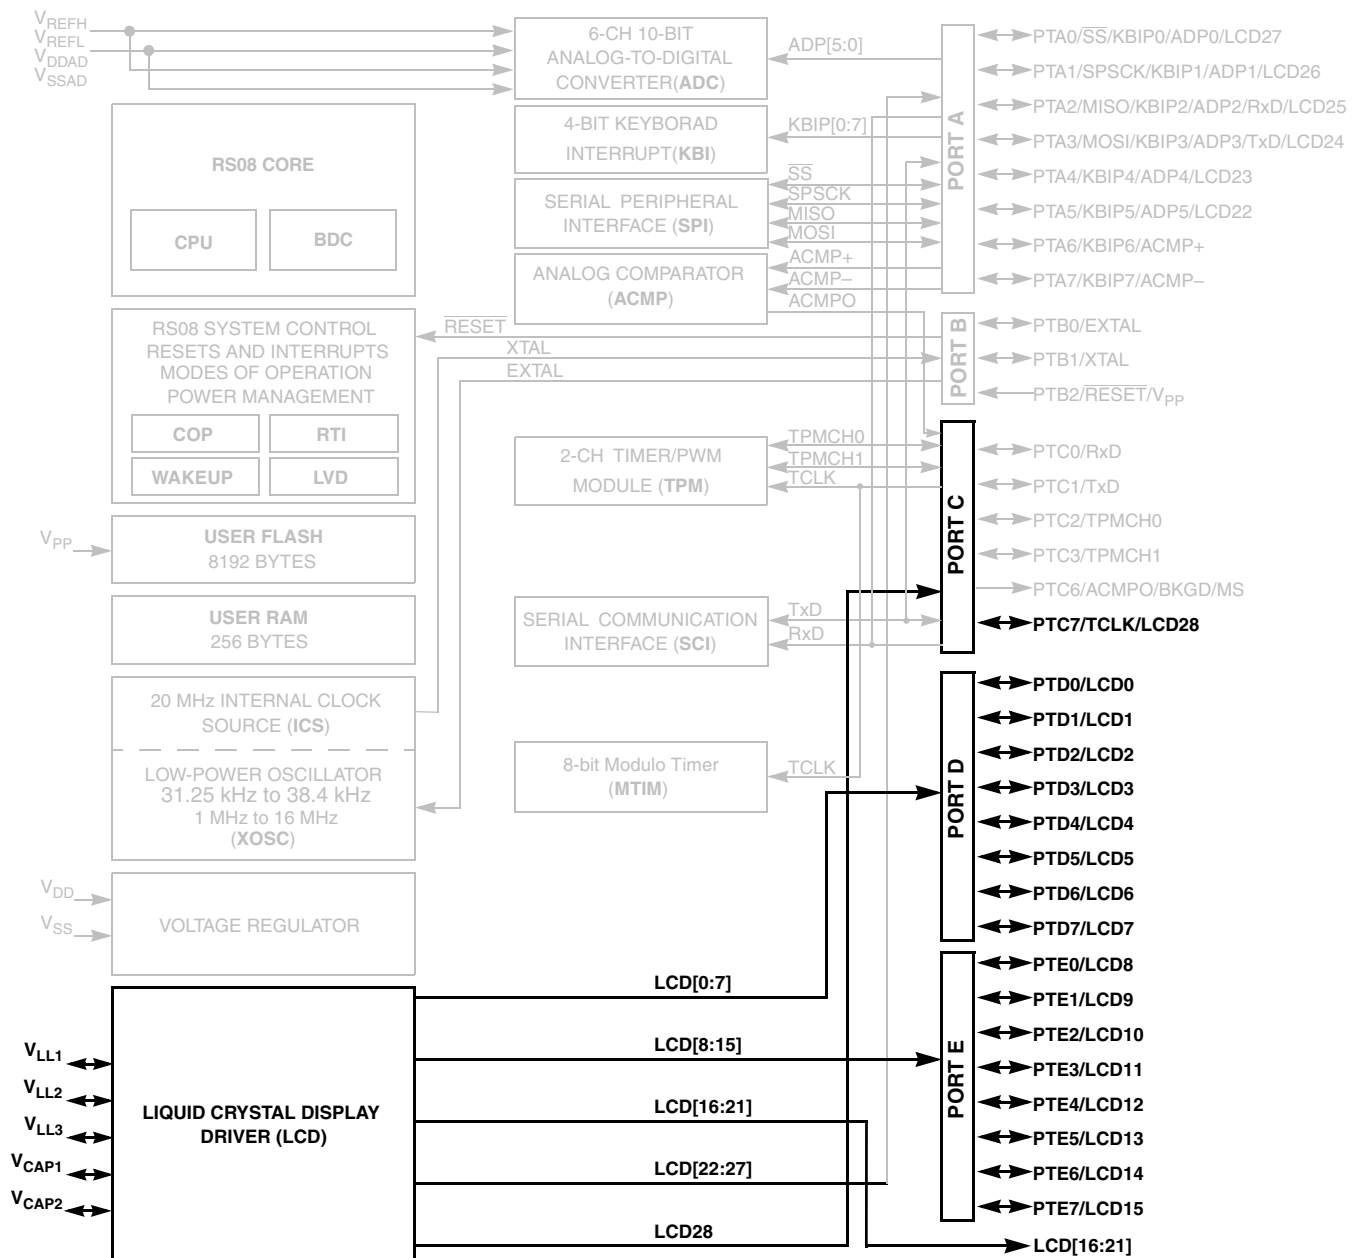 VREFH
VREFL
VDDAD
VSSAD
6-CH 10-BIT
ANALOG-TO-DIGITAL
CONVERTER(ADC)
ADP[5:0]
4-BIT KEYBORAD
INTERRUPT(KBI)
KBIP[0:7]
SERIAL PERIPHERAL
INTERFACE (SPI)
SS
SPSCK
MISO
MOSI
ANALOG COMPARATOR
(ACMP)
ACMP+
ACMP–
ACMPO
PORT A
PTA0/SS/KBIP0/ADP0/LCD27
PTA1/SPSCK/KBIP1/ADP1/LCD26
PTA2/MISO/KBIP2/ADP2/RxD/LCD25
PTA3/MOSI/KBIP3/ADP3/TxD/LCD24
PTA4/KBIP4/ADP4/LCD23
PTA5/KBIP5/ADP5/LCD22
PTA6/KBIP6/ACMP+
PTA7/KBIP7/ACMP–
RS08 CORE
CPU
BDC
RS08 SYSTEM CONTROL
RESETS AND INTERRUPTS
MODES OF OPERATION
POWER MANAGEMENT
COP
RTI
WAKEUP
LVD
RESET
XTAL
EXTAL
PORT B
PTB0/EXTAL
PTB1/XTAL
PTB2/RESET/VPP
2-CH TIMER/PWM
MODULE (TPM)
TPMCH0
TPMCH1
TCLK
PORT C
PTC0/RxD
PTC1/TxD
PTC2/TPMCH0
PTC3/TPMCH1
PTC6/ACMPO/BKGD/MS
PTC7/TCLK/LCD28
VPP
USER FLASH
8192 BYTES
USER RAM
256 BYTES
SERIAL COMMUNICATION
INTERFACE (SCI)
TxD
RxD
20 MHz INTERNAL CLOCK
SOURCE (ICS)
LOW-POWER OSCILLATOR
31.25 kHz to 38.4 kHz
1 MHz to 16 MHz
(XOSC)
8-bit Modulo Timer
(MTIM)
TCLK
PORT D
PTD0/LCD0
PTD1/LCD1
PTD2/LCD2
PTD3/LCD3
PTD4/LCD4
PTD5/LCD5
PTD6/LCD6
PTD7/LCD7
VDD
VSS
VOLTAGE REGULATOR
PORT E
PTE0/LCD8
PTE1/LCD9
PTE2/LCD10
PTE3/LCD11
PTE4/LCD12
PTE5/LCD13
PTE6/LCD14
PTE7/LCD15
VLL1
VLL2
VLL3
VCAP1
VCAP2
LIQUID CRYSTAL DISPLAY
DRIVER (LCD)
LCD[0:7]
LCD[8:15]
LCD[16:21]
LCD[22:27]
LCD28
LCD[16:21]